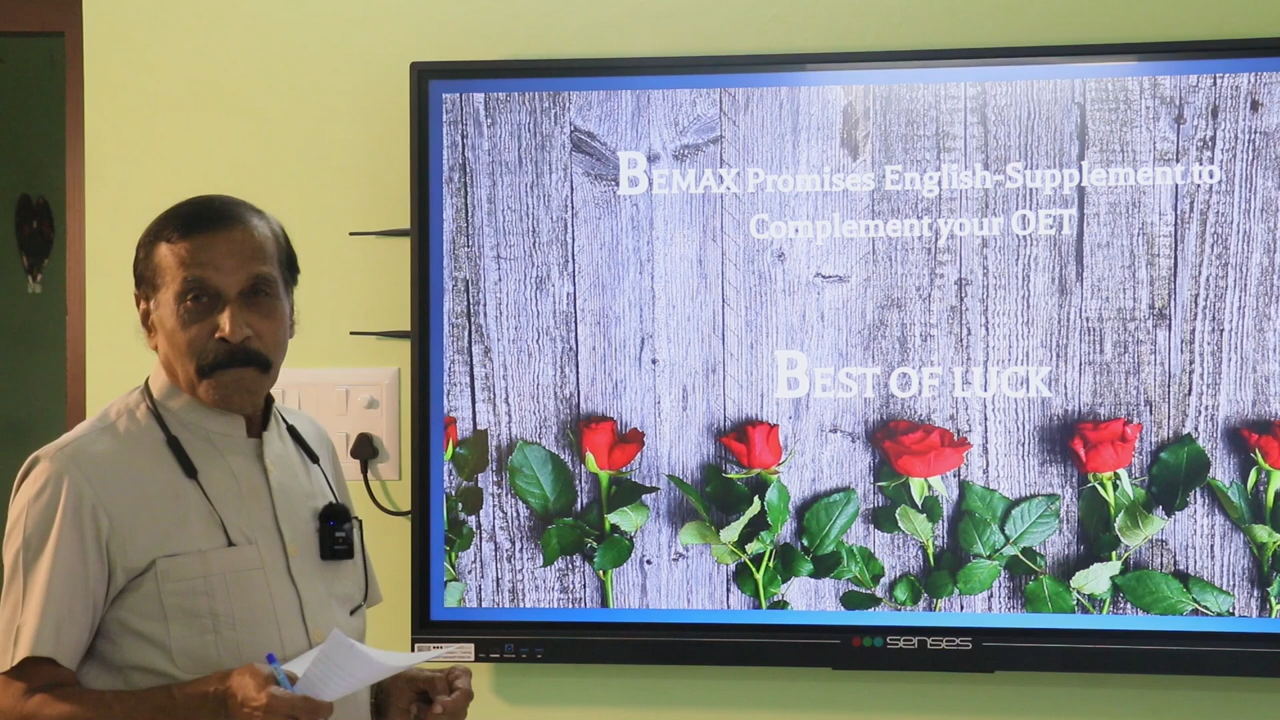 BEMAX Promises English-Supplement to
Complement your OET
BEST OF LUCK
senses